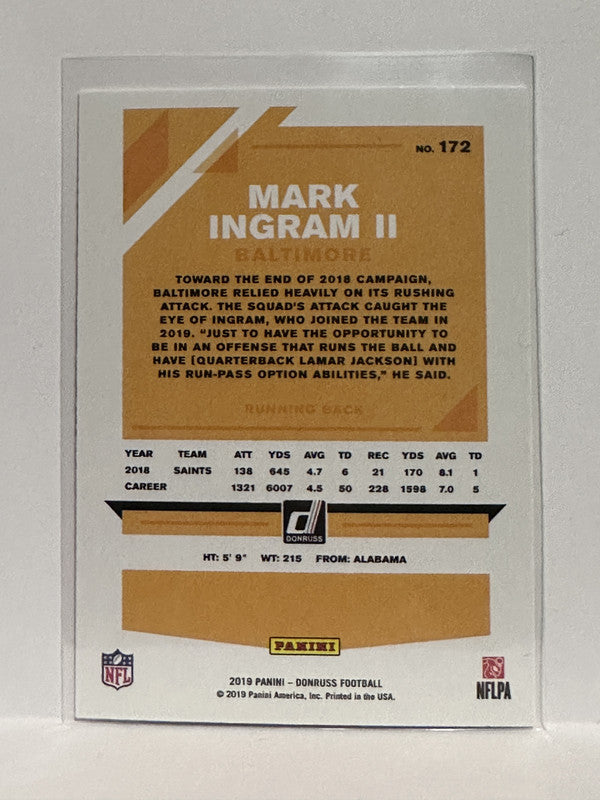 NO. 172
MARK
INGRAM II
BALTIMORE
TOWARD THE END OF 2018 CAMPAIGN,
BALTIMORE RELIED HEAVILY ON ITS RUSHING
ATTACK. THE SQUAD'S ATTACK CAUGHT THE
EYE OF INGRAM, WHO JOINED THE TEAM IN
2019. "JUST TO HAVE THE OPPORTUNITY TO
BE IN AN OFFENSE THAT RUNS THE BALL AND
HAVE [QUARTERBACK LAMAR JACKSON] WITH
HIS RUN-PASS OPTION ABILITIES," HE SAID.
RUNNING BACK
YEAR TEAM ATT YDS AVG TD REC YDS AVG TD
2018 SAINTS 138 645 4.7 6 21 170 8.1 1
CAREER 1321 6007 4.5 50 228 1598 7.0 5
d
DONRUSS
HT: 5' 9" WT: 215 FROM: ALABAMA
PANINI
NFL
2019 PANINI – DONRUSS FOOTBALL
© 2019 Panini America, Inc. Printed in the USA.
NFLPA